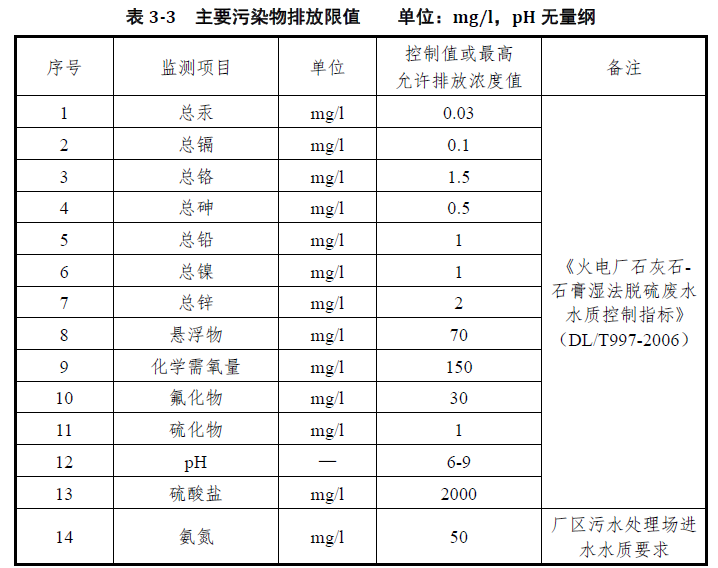 表 3-3 主要污染物排放限值 单位：mg/l，pH 无量纲
序号 监测项目 单位 控制值或最高 备注
允许排放浓度值
1 总汞 mg/l 0.03
2 总镉 mg/l 0.1
3 总铬 mg/l 1.5
4 总砷 mg/l 0.5
5 总铅 mg/l 1
6 总镍 mg/l 1
7 总锌 mg/l 2
8 悬浮物 mg/l 70
9 化学需氧量 mg/l 150
10 氟化物 mg/l 30
11 硫化物 mg/l 1
12 pH — 6-9
13 硫酸盐 mg/l 2000
《火电厂石灰石-
石膏湿法脱硫废水
水质控制指标》
（DL/T997-2006）
14 氨氮 mg/l 50 厂区污水处理场进
水水质要求